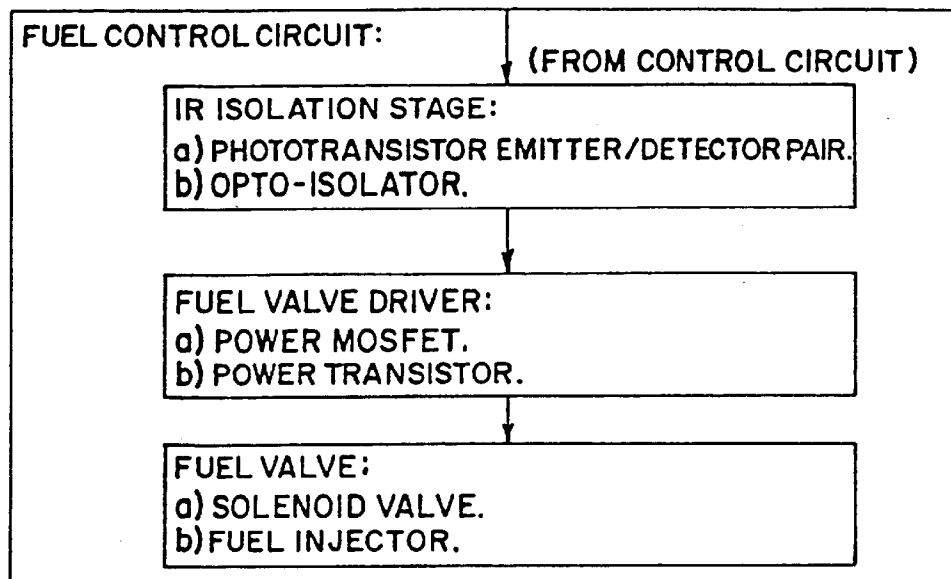 FUEL CONTROL CIRCUIT:
(FROM CONTROL CIRCUIT)
IR ISOLATION STAGE:
a) PHOTOTRANSISTOR EMITTER/DETECTOR PAIR.
b) OPTO-ISOLATOR.
FUEL VALVE DRIVER:
a) POWER MOSFET.
b) POWER TRANSISTOR.
FUEL VALVE:
a) SOLENOID VALVE.
b) FUEL INJECTOR.